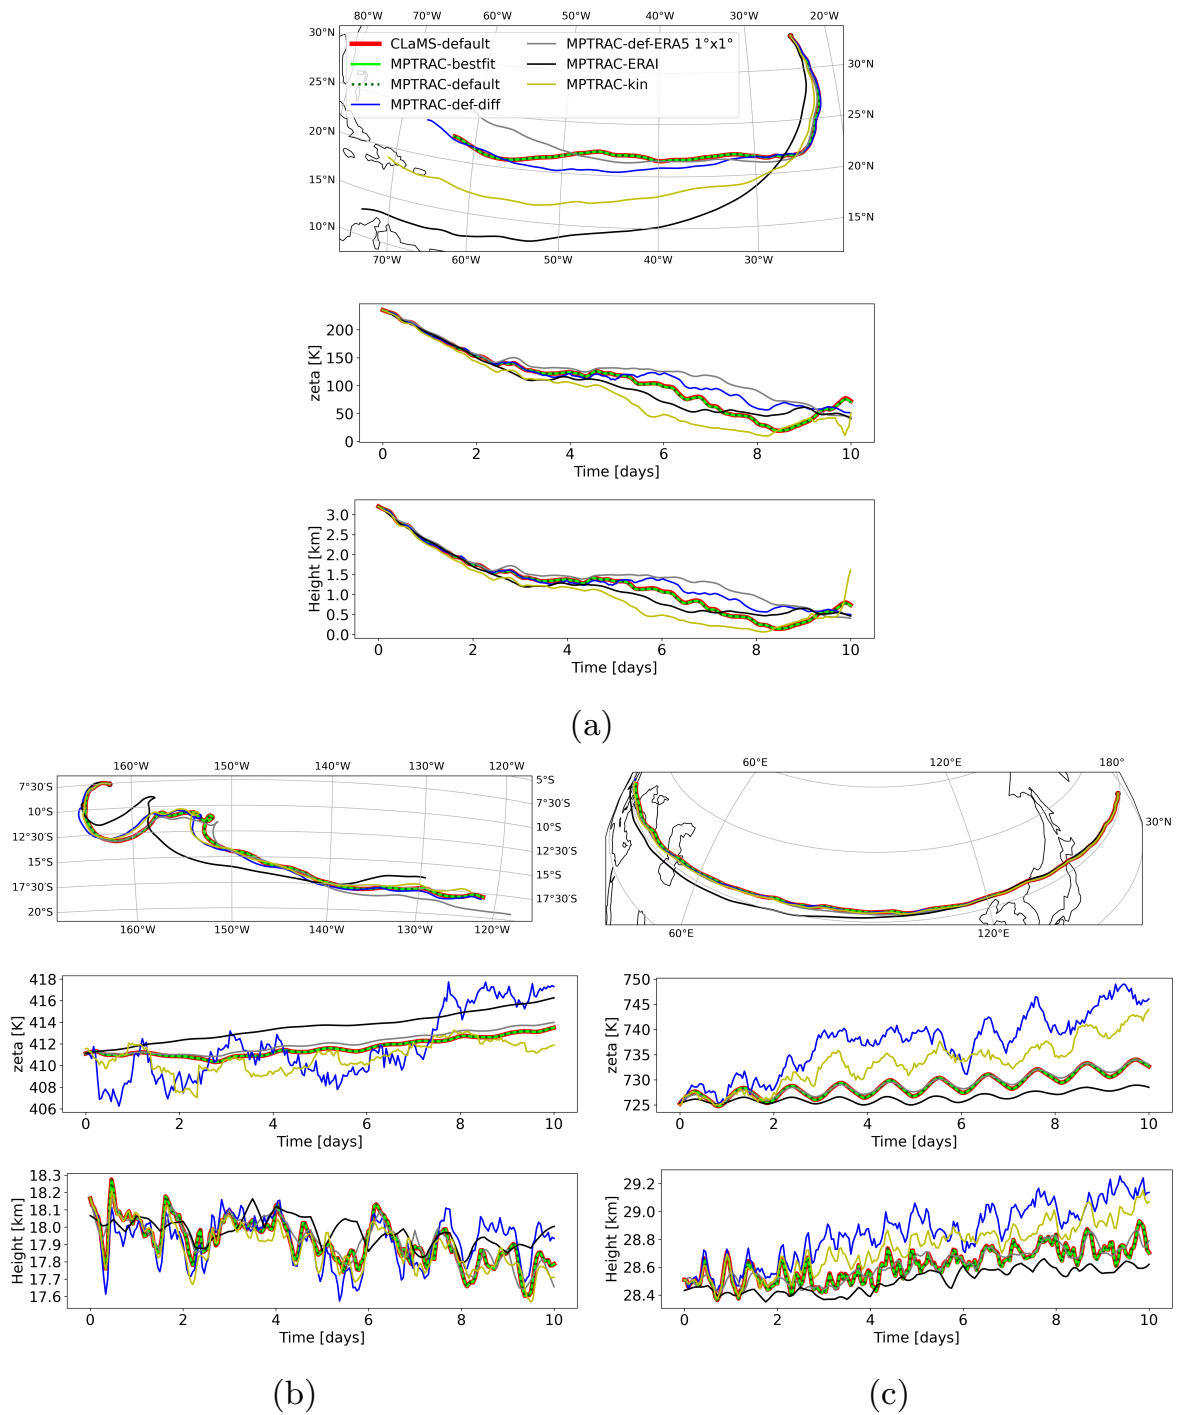 80°W 70°W 60°W 50°W 40°W 30°W 20°W
30°N
25°N
20°N
15°N
10°N
30°N
25°N
20°N
15°N
CLaMS-default
MPTRAC-bestfit
MPTRAC-default
MPTRAC-def-diff
MPTRAC-def-ERA5 1°x1°
MPTRAC-ERAI
MPTRAC-kin
70°W 60°W 50°W 40°W 30°W
zeta [K]
200
150
100
50
0
0 2 4 6 8 10
Time [days]
Height [km]
3.0
2.5
2.0
1.5
1.0
0.5
0.0
0 2 4 6 8 10
Time [days]
(a)
160°W 150°W 140°W 130°W 120°W
7°30'S
10°S
12°30'S
15°S
17°30'S
20°S
5°S
7°30'S
10°S
12°30'S
15°S
17°30'S
160°W 150°W 140°W 130°W 120°W
zeta [K]
418
416
414
412
410
408
406
0 2 4 6 8 10
Time [days]
Height [km]
18.3
18.2
18.1
18.0
17.9
17.8
17.7
17.6
0 2 4 6 8 10
Time [days]
(b)
60°E 120°E 180°
30°N
60°E 120°E
zeta [K]
750
745
740
735
730
725
0 2 4 6 8 10
Time [days]
Height [km]
29.2
29.0
28.8
28.6
28.4
0 2 4 6 8 10
Time [days]
(c)